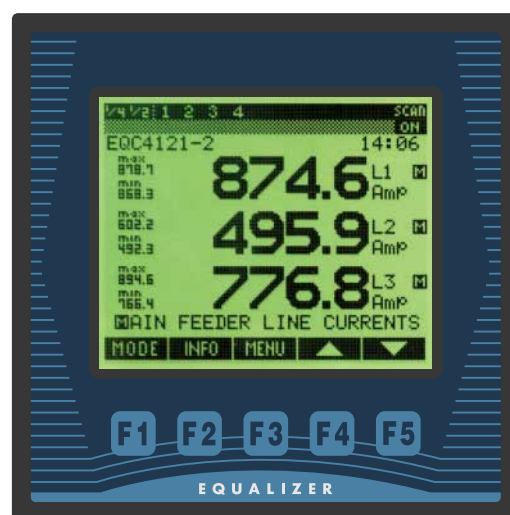 1/4 1/2 1 2 3 4 SCAN
ON
EQC4121-2 14:06
max
878.7
min
868.3
874.6 L1 M
Amp
max
602.2
min
492.3
495.9 L2 M
Amp
max
894.6
min
766.4
776.8 L3 M
Amp
MAIN FEEDER LINE CURRENTS
MODE INFO MENU
F1 F2 F3 F4 F5
EQUALIZER